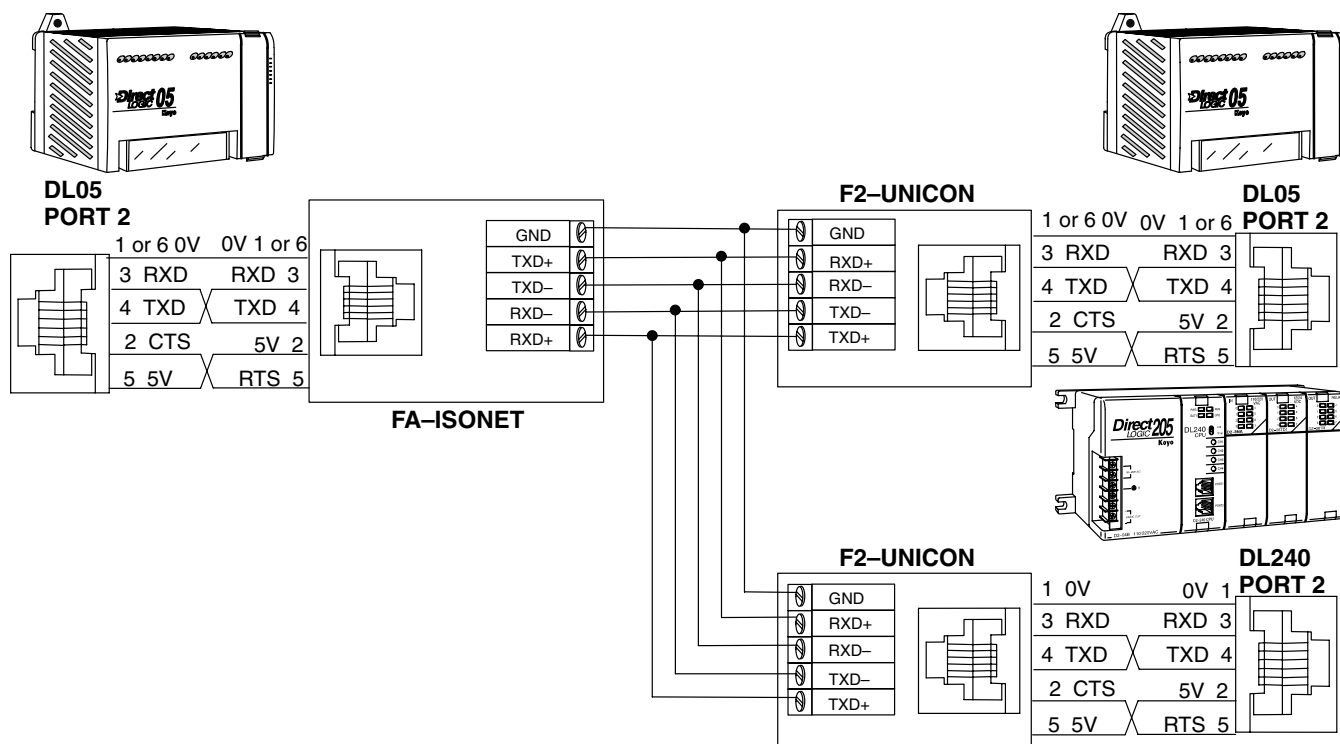 Direct
LOGIC 05
Koyo
Direct
LOGIC 05
Koyo
DL05
PORT 2
F2–UNICON
DL05
PORT 2
1 or 6 0V 0V 1 or 6
3 RXD RXD 3
4 TXD TXD 4
2 CTS 5V 2
5 5V RTS 5
GND
TXD+
TXD–
RXD–
RXD+
FA–ISONET
GND
RXD+
RXD–
TXD–
TXD+
1 or 6 0V 0V 1 or 6
3 RXD RXD 3
4 TXD TXD 4
2 CTS 5V 2
5 5V RTS 5
Direct
LOGIC 205
Koyo
DL240
CPU
F2–UNICON
DL240
PORT 2
GND
RXD+
RXD–
TXD–
TXD+
1 0V 0V 1
3 RXD RXD 3
4 TXD TXD 4
2 CTS 5V 2
5 5V RTS 5